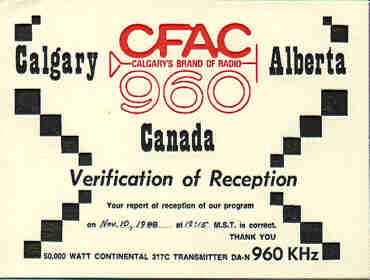 CFAC
Calgary Alberta
CALGARY'S BRAND OF RADIO
960
Canada
Verification of Reception
Your report of reception of our program
on Nov. 10, 1988 at 12:15 M.S.T. is correct.
THANK YOU
50,000 WATT CONTINENTAL 317C TRANSMITTER DA-N 960 KHz